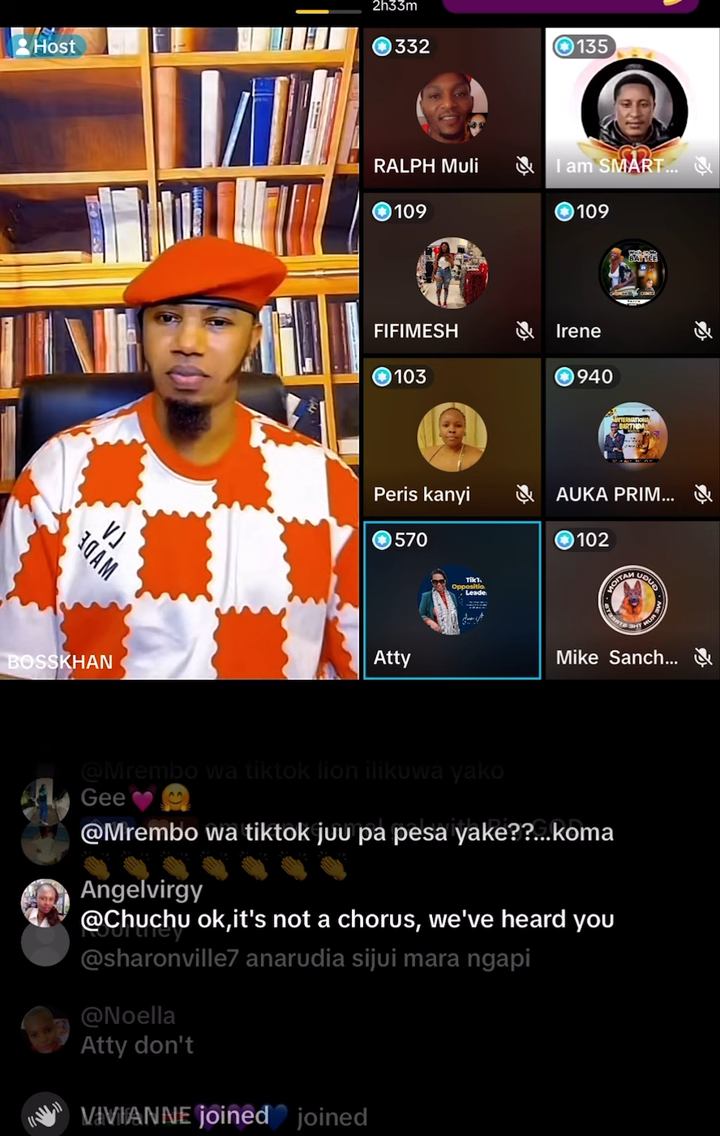 2h33m
Host
332
135
RALPH Muli
I am SMART...
109
109
FIFIMESH
Irene
103
940
Peris kanyi
AUKA PRIM...
570
102
Atty
Mike Sanch...
LV
MADE
BOSSKHAN
@Mrembo wa tiktok lion ilikuwa yako
Gee💗🤗
@Mrembo wa tiktok juu pa pesa yake??...koma
👏👏👏👏👏👏👏
Angelvirgy
@Chuchu ok,it's not a chorus, we've heard you
Kourtney
@sharonville7 anarudia sijui mara ngapi
@Noella
Atty don't
VIVIANNE joined
joined